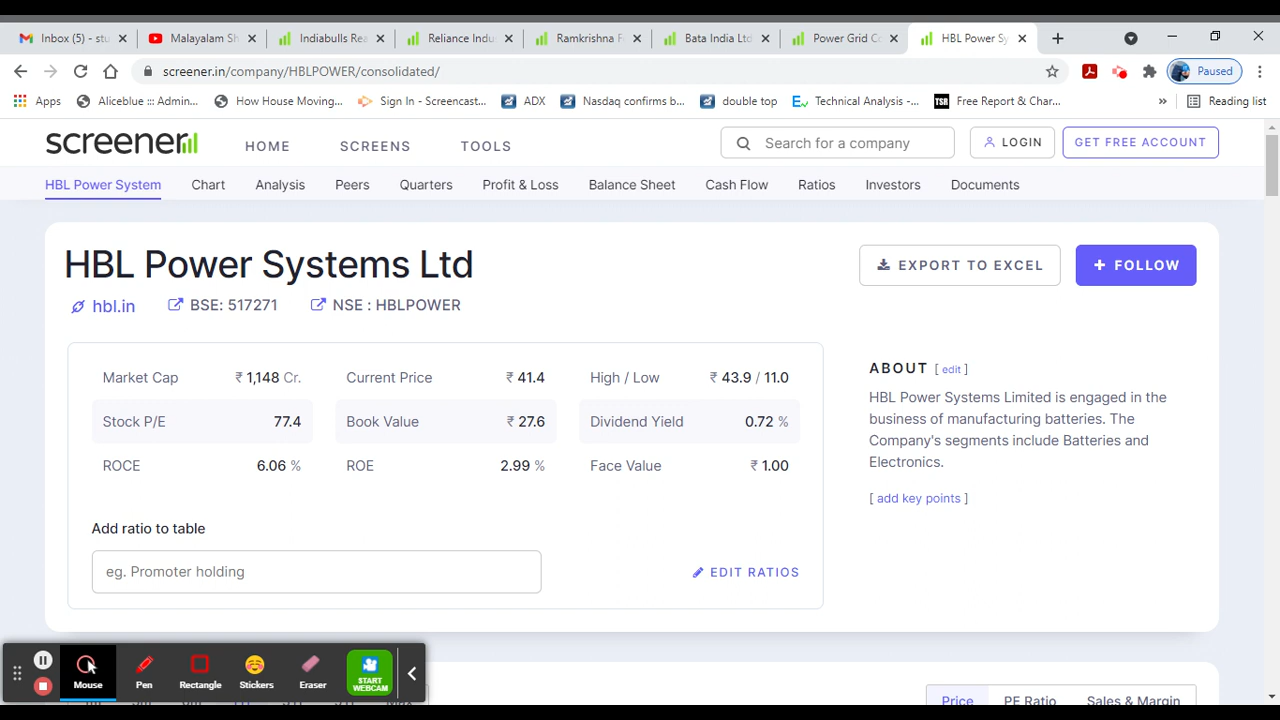 Inbox (5) - stu
Malayalam Sh
Indiabulls Rea
Reliance Indu
Ramkrishna F
Bata India Ltd
Power Grid Co
HBL Power Sy
screener.in/company/HBLPOWER/consolidated/
Paused
Apps
Aliceblue ::: Admin...
How House Moving...
Sign In - Screencast...
ADX
Nasdaq confirms b...
double top
Technical Analysis -...
TSR
Free Report & Char...
»
Reading list
screener
HOME
SCREENS
TOOLS
Search for a company
LOGIN
GET FREE ACCOUNT
HBL Power System
Chart
Analysis
Peers
Quarters
Profit & Loss
Balance Sheet
Cash Flow
Ratios
Investors
Documents
HBL Power Systems Ltd
EXPORT TO EXCEL
+ FOLLOW
hbl.in
BSE: 517271
NSE : HBLPOWER
Market Cap ₹ 1,148 Cr.
Current Price ₹ 41.4
High / Low ₹ 43.9 / 11.0
Stock P/E 77.4
Book Value ₹ 27.6
Dividend Yield 0.72 %
ROCE 6.06 %
ROE 2.99 %
Face Value ₹ 1.00
Add ratio to table
eg. Promoter holding
EDIT RATIOS
ABOUT [ edit ]
HBL Power Systems Limited is engaged in the
business of manufacturing batteries. The
Company's segments include Batteries and
Electronics.
[ add key points ]
Mouse
Pen
Rectangle
Stickers
Eraser
START
WEBCAM
Price
PE Ratio
Sales & Margin